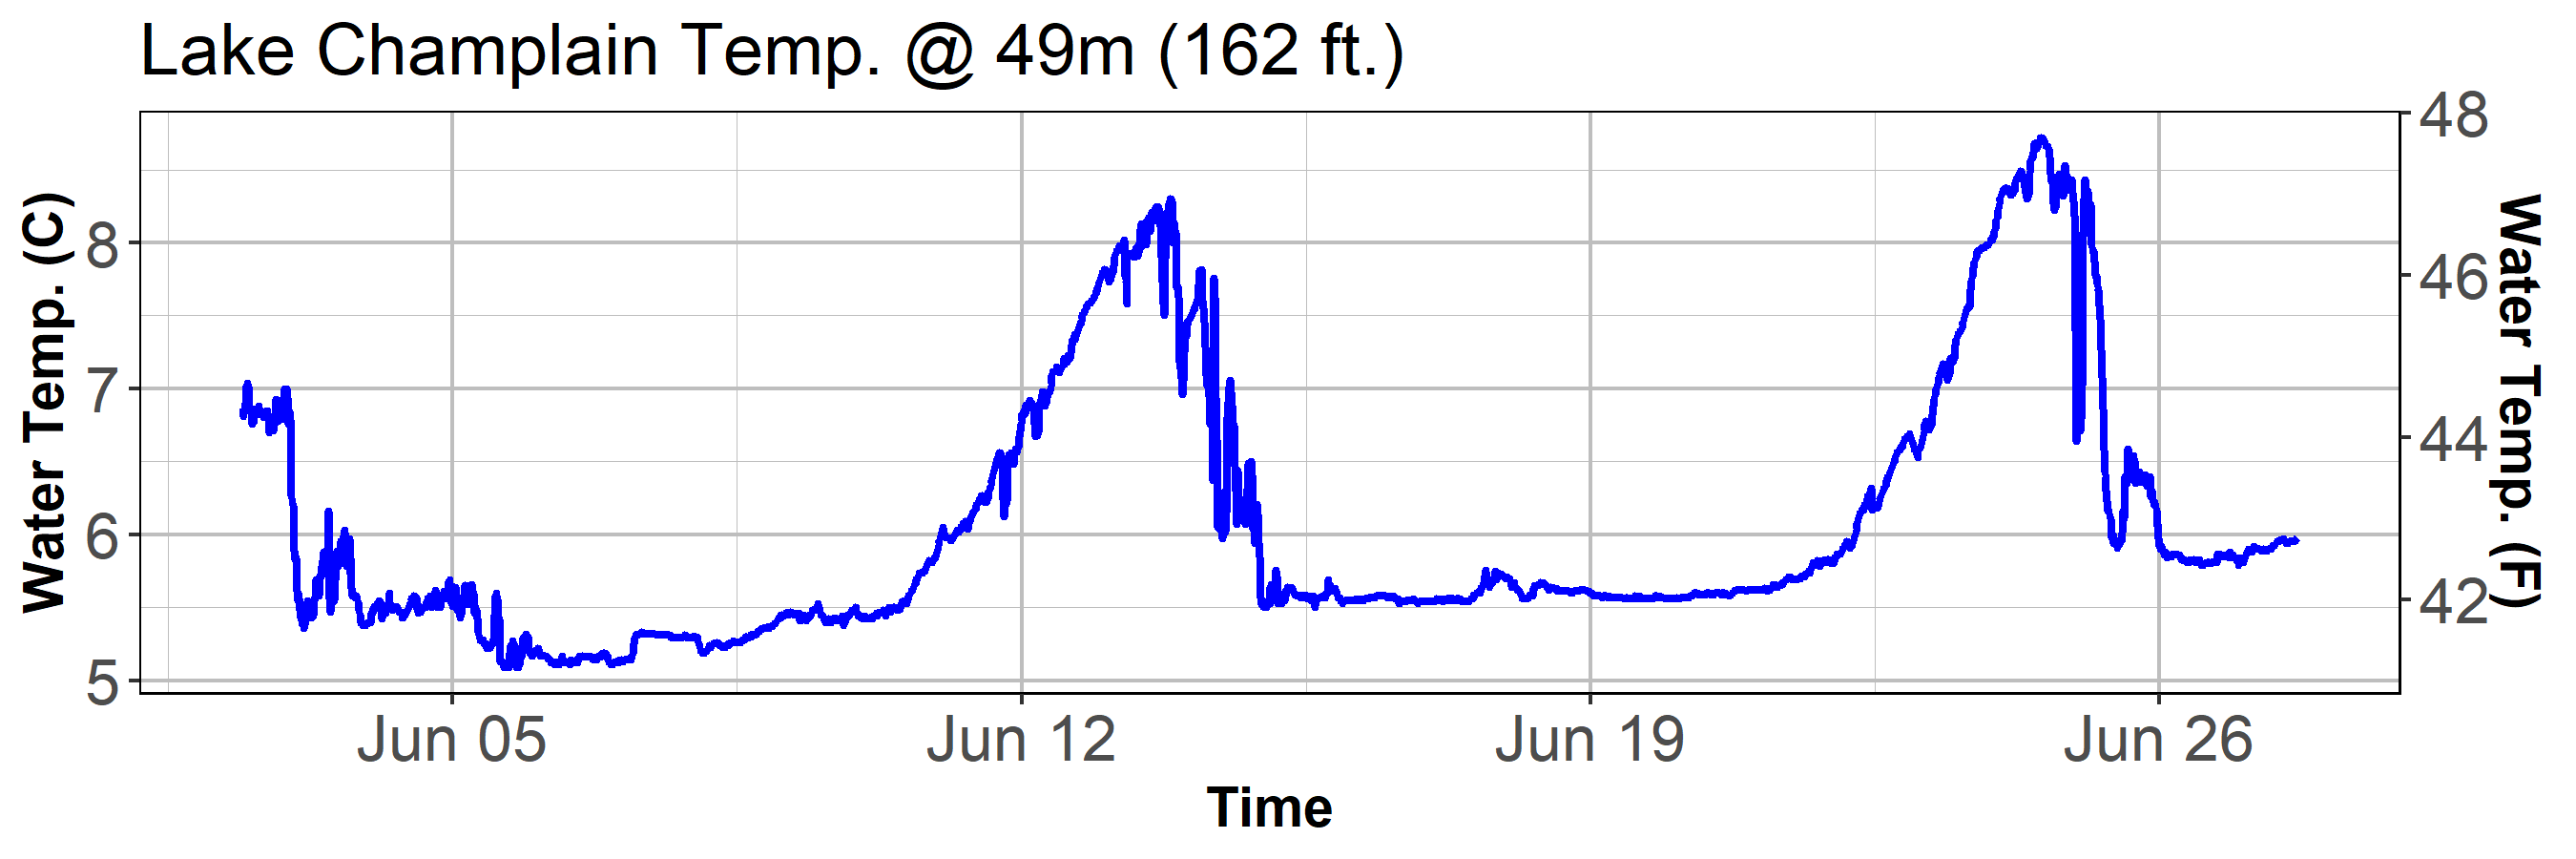 Lake Champlain Temp. @ 49m (162 ft.)
Water Temp. (C)
8
7
6
5
48
46
44
42
Water Temp. (F)
Jun 05 Jun 12 Jun 19 Jun 26
Time